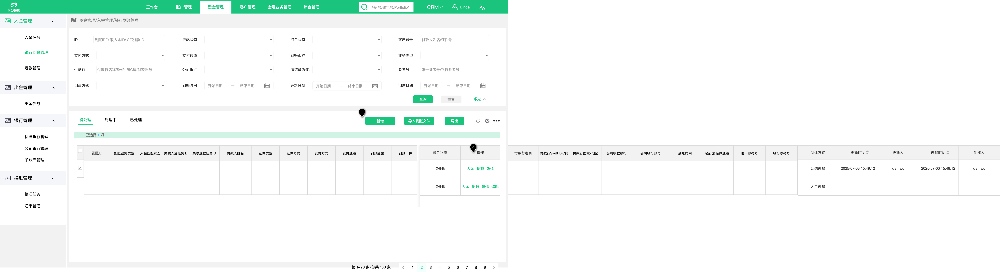 華盛集團
工作台 账户管理 资金管理 客户管理 金融业务管理 综合管理 华盛号/钱包号/Portfolio/ CRM Linda 文A
入金管理
入金任务
银行到账管理
退款管理
出金管理
出金任务
银行管理
标准银行管理
公司银行管理
子账户管理
换汇管理
换汇任务
汇率管理
资金管理/入金管理/银行到账管理
ID： 到账ID/关联入金ID/关联退款ID 匹配状态： 资金状态： 客户账号： 付款人姓名/证件号
支付方式： 支付通道： 到账币种： 业务类型：
付款行： 付款行名称/Swift BIC码/付款账号 公司银行： 清结算通道： 参考号： 唯一参考号/银行参考号
创建方式： 到账时间 开始日期 → 结束日期 更新日期： 开始日期 → 结束日期 创建日期： 开始日期 → 结束日期
查询 重置 收起
待处理 处理中 已处理 1 新增 导入到账文件 导出
已选择 1 项
到账ID 到账业务类型 入金匹配状态 关联入金任务ID 关联退款任务ID 付款人姓名 证件类型 证件号码 支付方式 支付通道 到账金额 到账币种 资金状态 2 操作 付款行名称 付款行Swift BIC码 付款行国家/地区 公司收款银行 公司银行账号 到账时间 银行清结算通道 唯一参考号 银行参考号 创建方式 更新时间 更新人 创建时间 创建人
待处理 入金 退款 详情 系统创建 2025-07-03 15:49:12 xian.wu 2025-07-03 15:49:12 xian.wu
待处理 入金 退款 详情 编辑 人工创建
第 1-20 条/总共 100 条 1 2 3 4 5 6 7 8 9